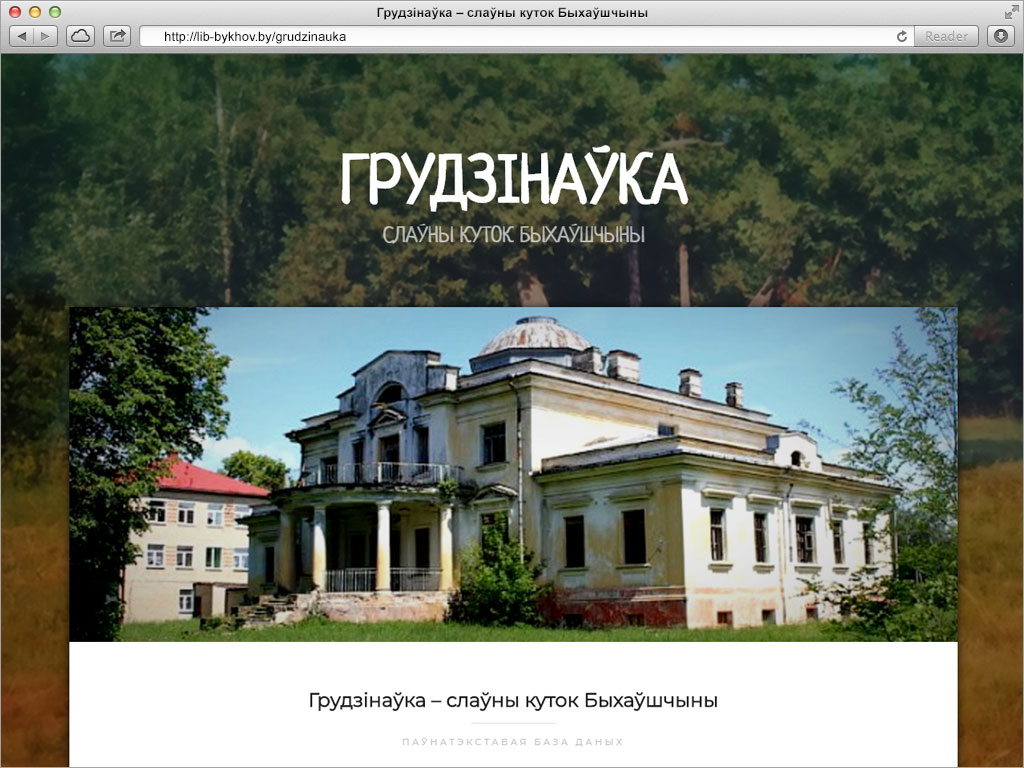 Грудзінаўка – слаўны куток Быхаўшчыны
http://lib-bykhov.by/grudzinauka
Reader
ГРУДЗІНАЎКА
СЛАЎНЫ КУТОК БЫХАЎШЧЫНЫ
Грудзінаўка – слаўны куток Быхаўшчыны
ПАЎНАТЭКСТАВАЯ БАЗА ДАНЫХ